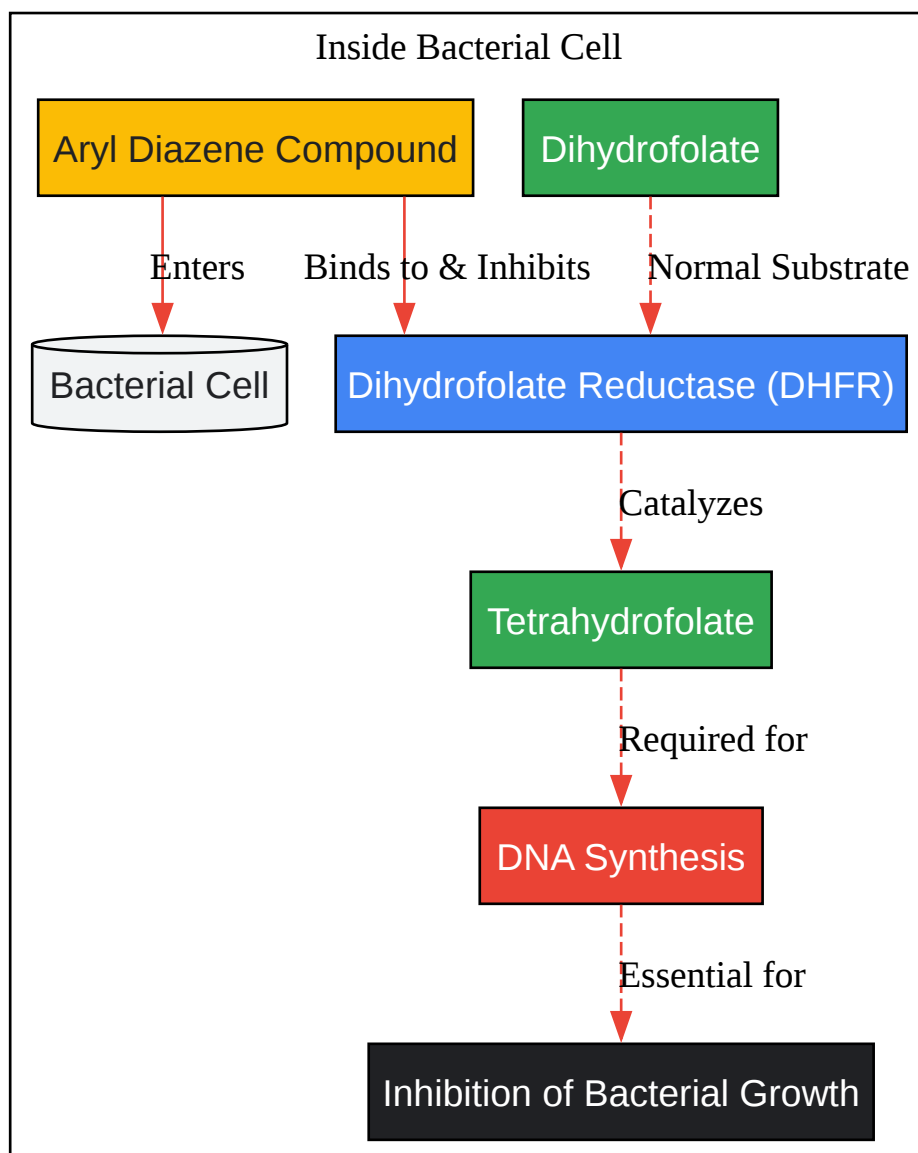 Inside Bacterial Cell
Aryl Diazene Compound
Dihydrofolate
Enters
Binds to & Inhibits
Normal Substrate
Bacterial Cell
Dihydrofolate Reductase (DHFR)
Catalyzes
Tetrahydrofolate
Required for
DNA Synthesis
Essential for
Inhibition of Bacterial Growth